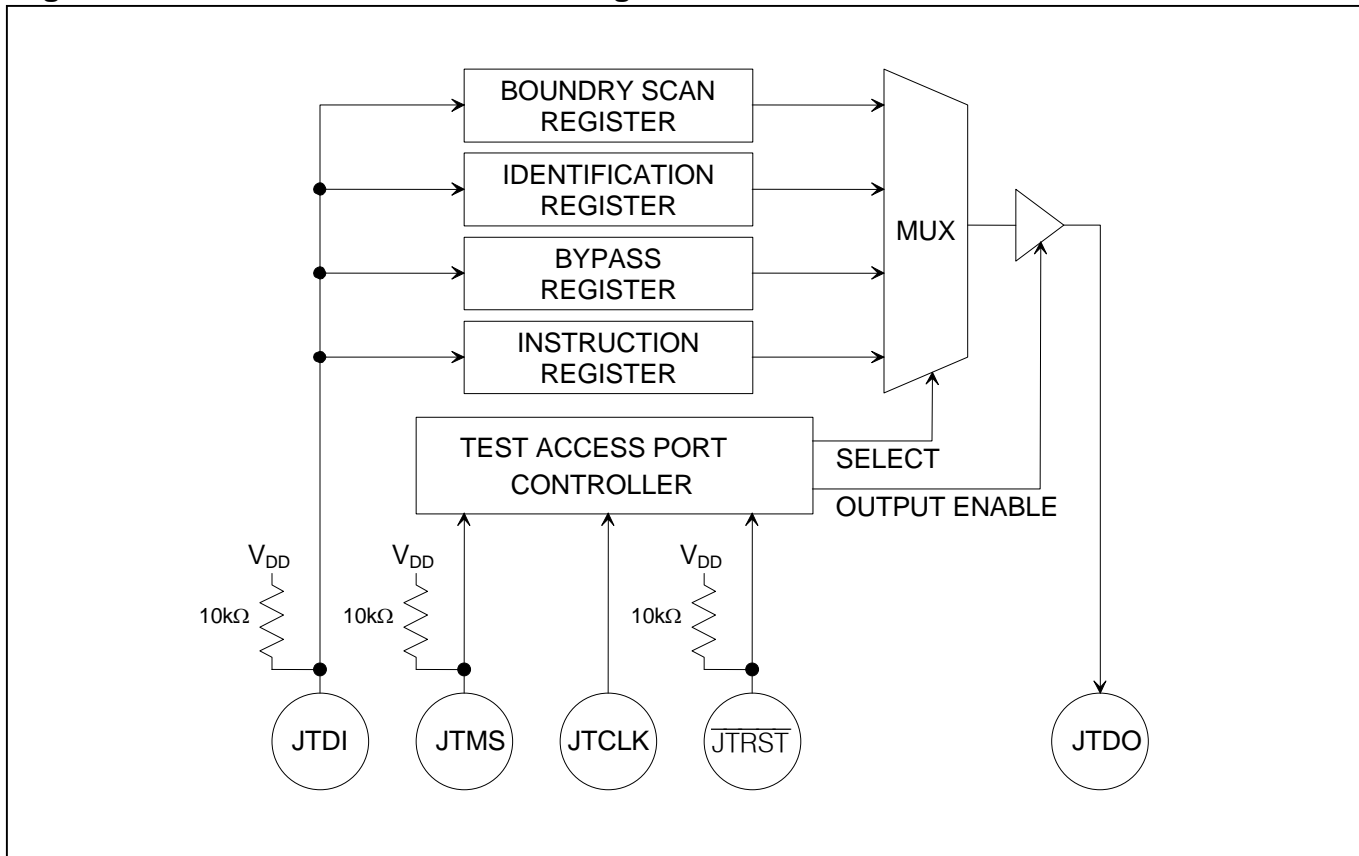 BOUNDRY SCAN
REGISTER
IDENTIFICATION
REGISTER
BYPASS
REGISTER
INSTRUCTION
REGISTER
MUX
TEST ACCESS PORT
CONTROLLER
SELECT
OUTPUT ENABLE
VDD
10kΩ
VDD
10kΩ
VDD
10kΩ
JTDI
JTMS
JTCLK
JTRST
JTDO